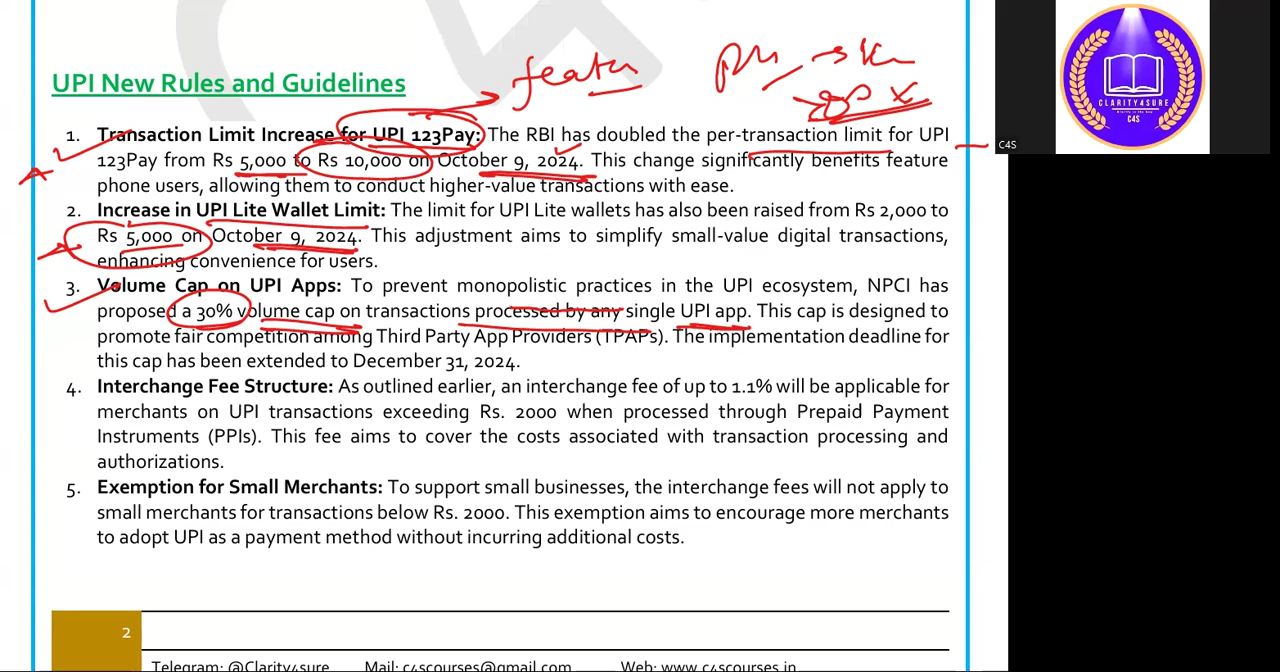 UPI New Rules and Guidelines
featu
1. Transaction Limit Increase for UPI 123Pay: The RBI has doubled the per-transaction limit for UPI
123Pay from Rs 5,000 to Rs 10,000 on October 9, 2024. This change significantly benefits feature
phone users, allowing them to conduct higher-value transactions with ease.
2. Increase in UPI Lite Wallet Limit: The limit for UPI Lite wallets has also been raised from Rs 2,000 to
Rs 5,000 on October 9, 2024. This adjustment aims to simplify small-value digital transactions,
enhancing convenience for users.
3. Volume Cap on UPI Apps: To prevent monopolistic practices in the UPI ecosystem, NPCI has
proposed a 30% volume cap on transactions processed by any single UPI app. This cap is designed to
promote fair competition among Third Party App Providers (TPAPs). The implementation deadline for
this cap has been extended to December 31, 2024.
4. Interchange Fee Structure: As outlined earlier, an interchange fee of up to 1.1% will be applicable for
merchants on UPI transactions exceeding Rs. 2000 when processed through Prepaid Payment
Instruments (PPIs). This fee aims to cover the costs associated with transaction processing and
authorizations.
5. Exemption for Small Merchants: To support small businesses, the interchange fees will not apply to
small merchants for transactions below Rs. 2000. This exemption aims to encourage more merchants
to adopt UPI as a payment method without incurring additional costs.
2
Telegram: @Clarity4sure Mail: c4scourses@gmail.com Web: www.c4scourses.in
CLARITY4SURE
C4S
C4S